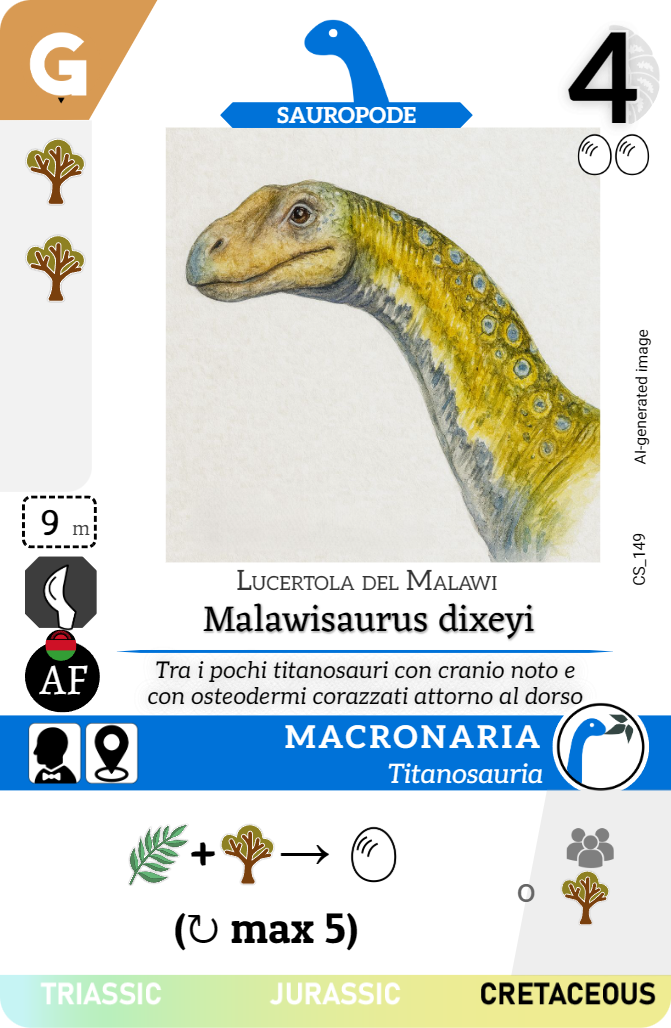 G
4
SAUROPODE
AI-generated image
CS_149
9 m
AF
Lucertola del Malawi
Malawisaurus dixeyi
Tra i pochi titanosauri con cranio noto e
con osteodermi corazzati attorno al dorso
MACRONARIA
Titanosauria
+ →
(↻ max 5)
o
TRIASSIC JURASSIC CRETACEOUS